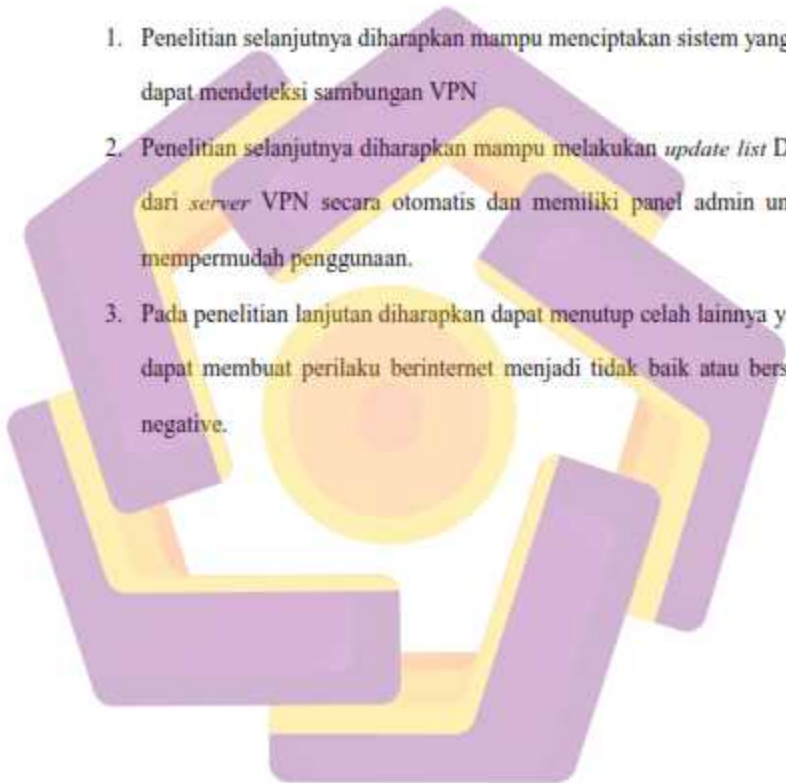 1. Penelitian selanjutnya diharapkan mampu menciptakan sistem yang
dapat mendeteksi sambungan VPN
2. Penelitian selanjutnya diharapkan mampu melakukan update list
dari server VPN secara otomatis dan memiliki panel admin
mempermudah penggunaan.
3. Pada penelitian lanjutan diharapkan dapat menutup celah lainnya
dapat membuat perilaku berinternet menjadi tidak baik atau
negative.